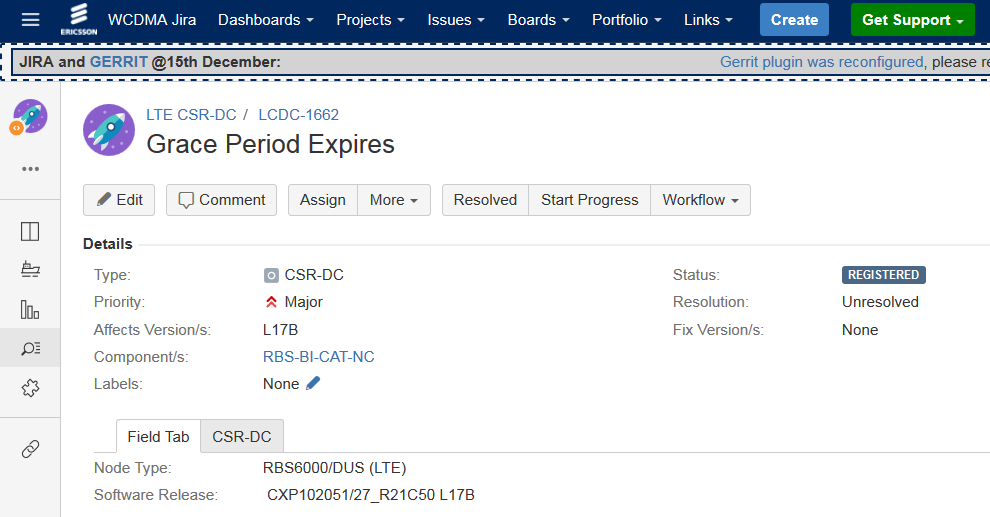 WCDMA Jira Dashboards Projects Issues Boards Portfolio Links Create Get Support
ERICSSON
JIRA and GERRIT @15th December: Gerrit plugin was reconfigured, please re
LTE CSR-DC / LCDC-1662
Grace Period Expires
Edit Comment Assign More Resolved Start Progress Workflow
Details
Type: CSR-DC Status: REGISTERED
Priority: Major Resolution: Unresolved
Affects Version/s: L17B Fix Version/s: None
Component/s: RBS-BI-CAT-NC
Labels: None
Field Tab CSR-DC
Node Type: RBS6000/DUS (LTE)
Software Release: CXP102051/27_R21C50 L17B